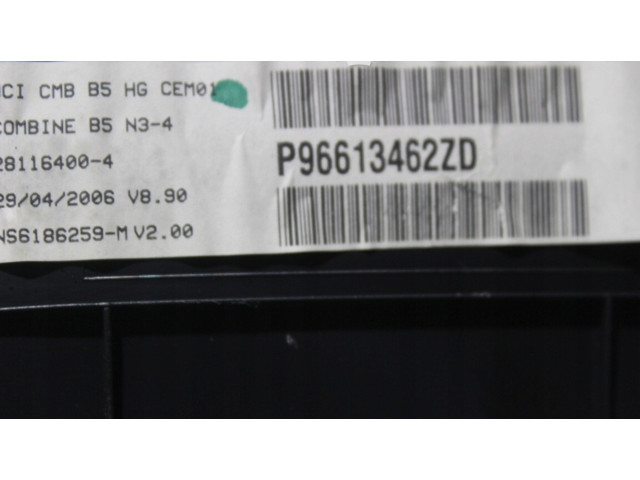 CI CMB B5 HG CEM01
COMBINE B5 N3-4
28116400-4
29/04/2006 V8.90
NS6186259-M V2.00
P96613462ZD